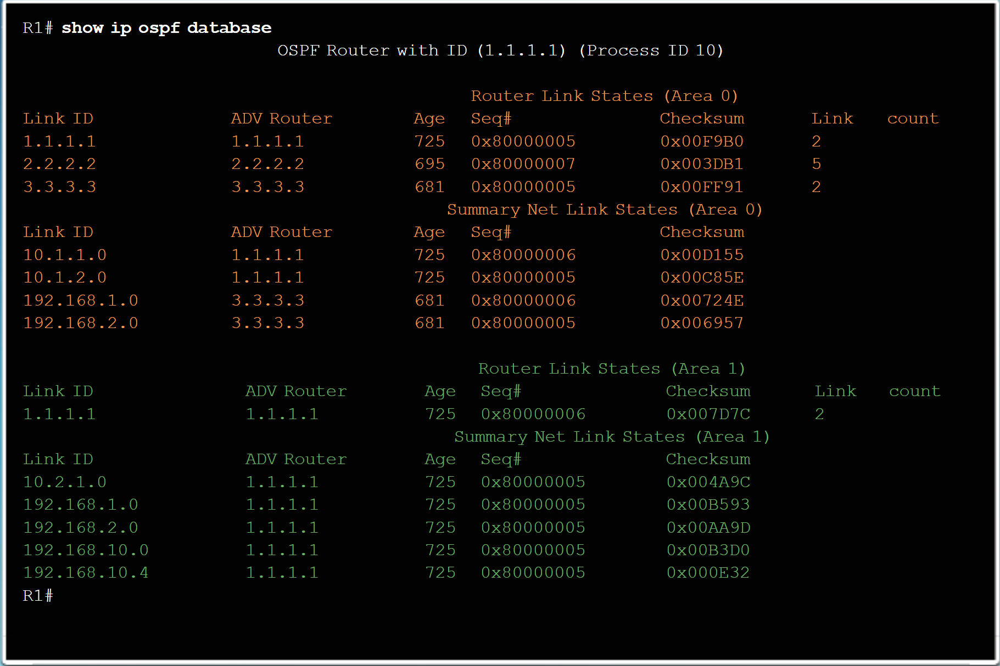 R1# show ip ospf database
OSPF Router with ID (1.1.1.1) (Process ID 10)
Router Link States (Area 0)
Link ID ADV Router Age Seq# Checksum Link count
1.1.1.1 1.1.1.1 725 0x80000005 0x00F9B0 2
2.2.2.2 2.2.2.2 695 0x80000007 0x003DB1 5
3.3.3.3 3.3.3.3 681 0x80000005 0x00FF91 2
Summary Net Link States (Area 0)
Link ID ADV Router Age Seq# Checksum
10.1.1.0 1.1.1.1 725 0x80000006 0x00D155
10.1.2.0 1.1.1.1 725 0x80000005 0x00C85E
192.168.1.0 3.3.3.3 681 0x80000006 0x00724E
192.168.2.0 3.3.3.3 681 0x80000005 0x006957
Router Link States (Area 1)
Link ID ADV Router Age Seq# Checksum Link count
1.1.1.1 1.1.1.1 725 0x80000006 0x007D7C 2
Summary Net Link States (Area 1)
Link ID ADV Router Age Seq# Checksum
10.2.1.0 1.1.1.1 725 0x80000005 0x004A9C
192.168.1.0 1.1.1.1 725 0x80000005 0x00B593
192.168.2.0 1.1.1.1 725 0x80000005 0x00AA9D
192.168.10.0 1.1.1.1 725 0x80000005 0x00B3D0
192.168.10.4 1.1.1.1 725 0x80000005 0x000E32
R1#